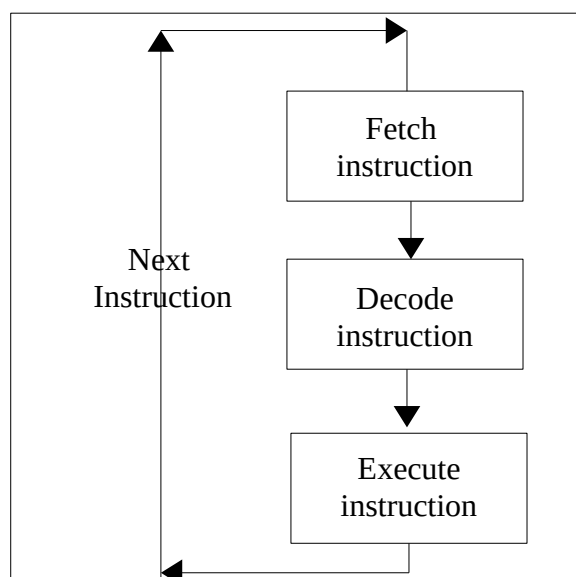 Fetch
instruction
Next
Instruction
Decode
instruction
Execute
instruction